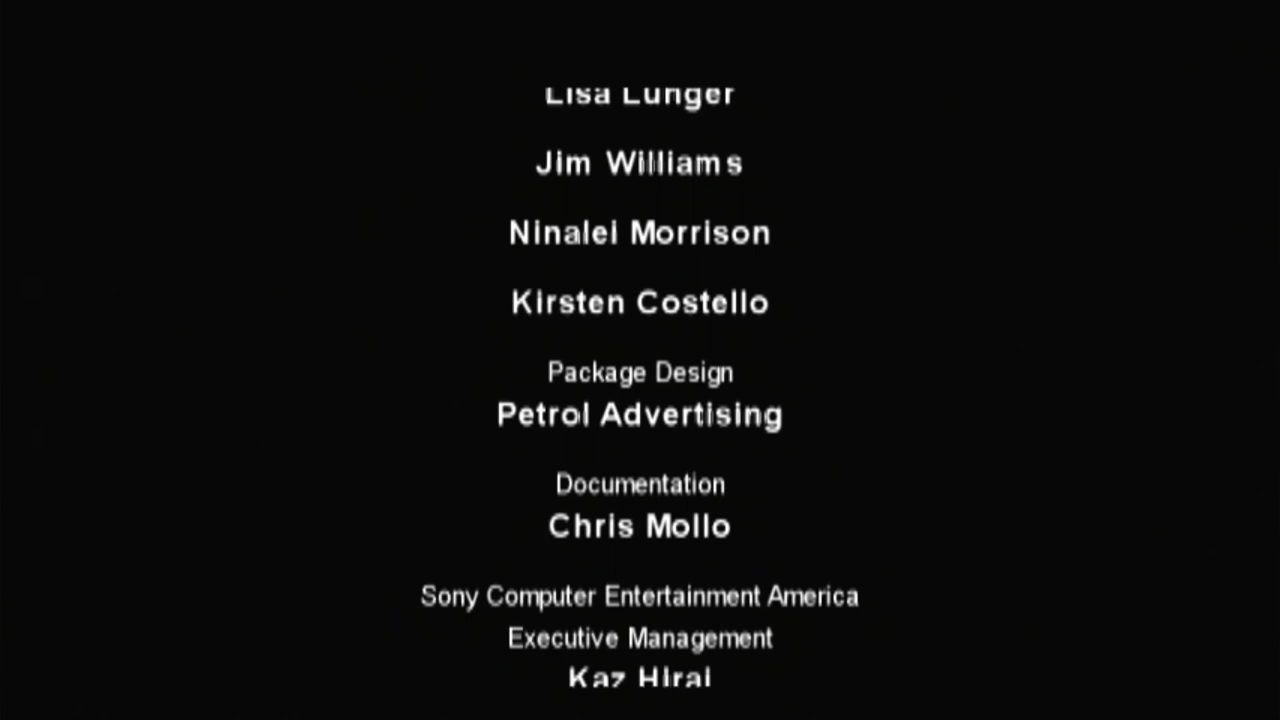 Lisa Lunger
Jim Williams
Ninalei Morrison
Kirsten Costello
Package Design
Petrol Advertising
Documentation
Chris Mollo
Sony Computer Entertainment America
Executive Management
Kaz Hirai